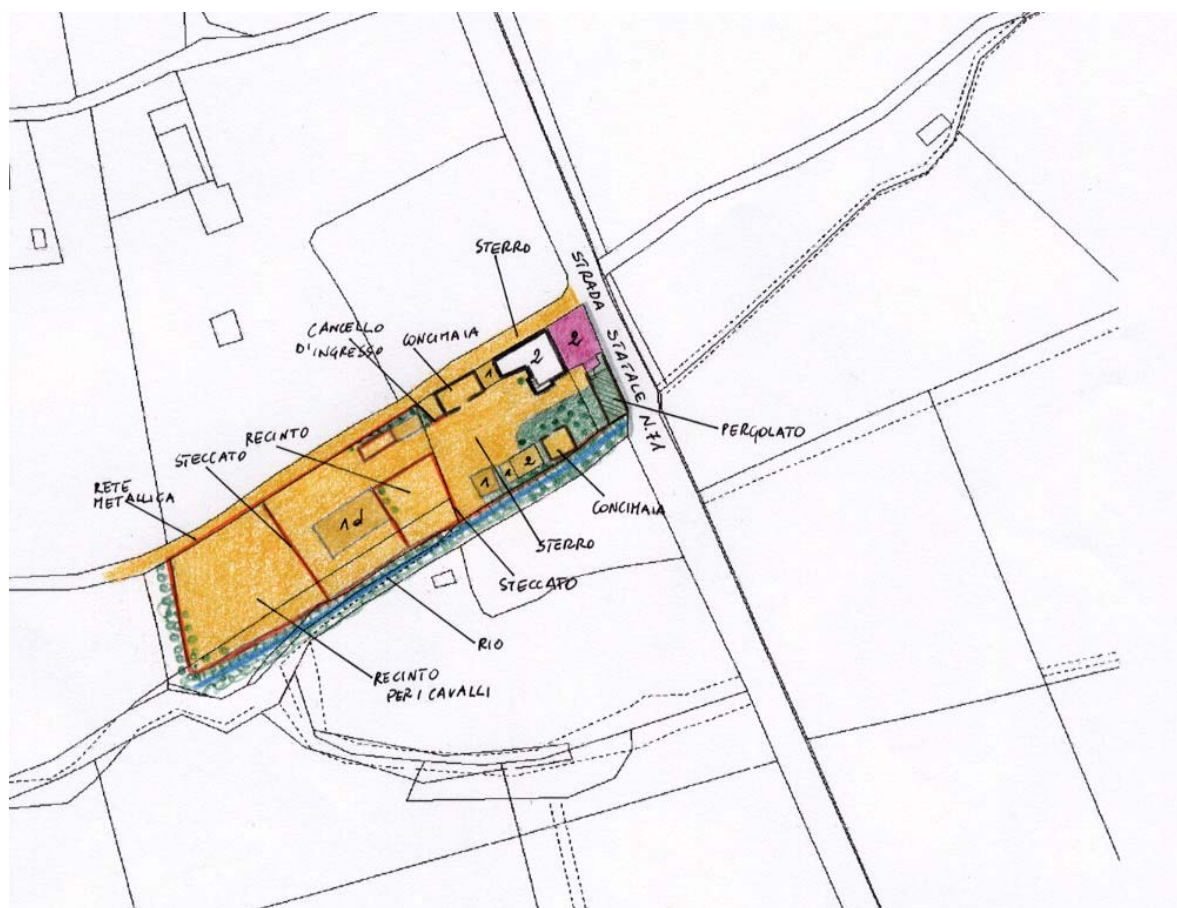 STERRO
STRADA STATALE N.71
CANCELLO
D'INGRESSO
CONCIMAIA
2
2
1
RECINTO
STECCATO
RETE
METALLICA
PERGOLATO
1
1
2
1d
CONCIMAIA
STERRO
STECCATO
RIO
RECINTO
PER I CAVALLI